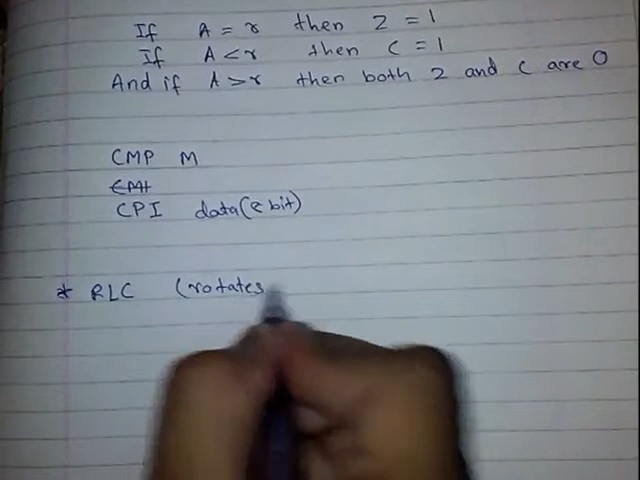 If A = r then Z = 1
If A < r then C = 1
And if A > r then both Z and C are 0
CMP M
CMI
CPI data(8 bit)
* RLC (rotates